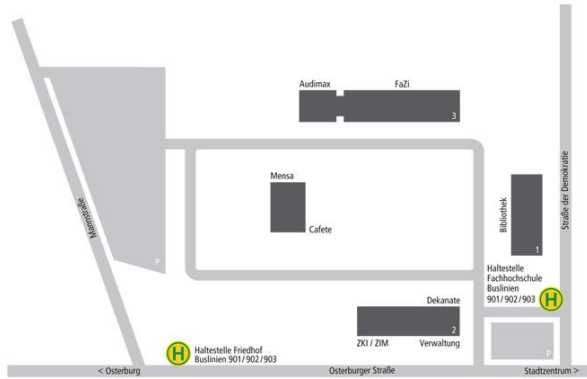 Audimax
FaZi
3
Mensa
Cafete
Bibliothek
1
Straße der Demokratie
Mannstraße
P
Haltestelle
Fachhochschule
Buslinien
901/902/903
H
Dekanate
2
ZKI / ZIM
Verwaltung
P
H
Haltestelle Friedhof
Buslinien 901/902/903
< Osterburg
Osterburger Straße
Stadtzentrum >